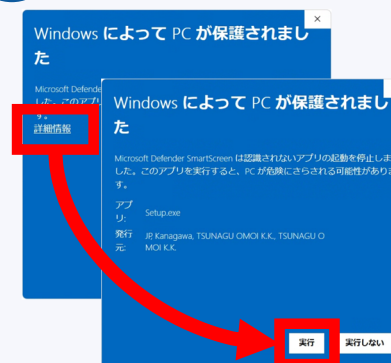 Windows によって PC が保護されまし
た
Microsoft Defende
した。このアプリ
す。
詳細情報
Windows によって PC が保護されまし
た
Microsoft Defender SmartScreen は認識されないアプリの起動を停止しま
した。このアプリを実行すると、PC が危険にさらされる可能性がありま
す。
アプ
リ:
Setup.exe
発行
元:
JP, Kanagawa, TSUNAGU OMOI K.K., TSUNAGU O
MOI K.K.
実行
実行しない